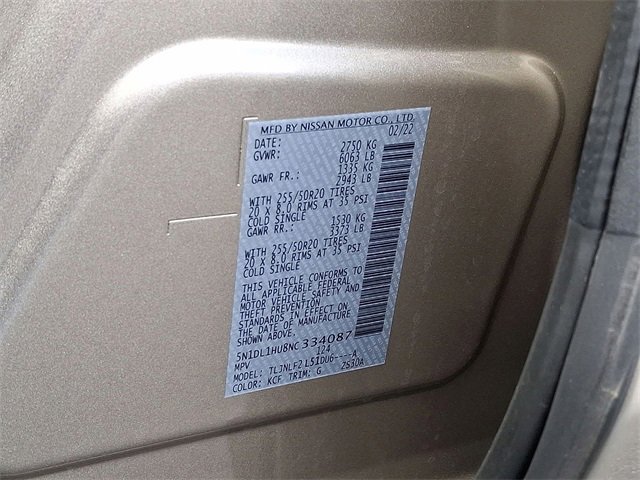 MFD BY NISSAN MOTOR CO., LTD
DATE: 02/22
GVWR: 2750 KG
6063 LB
GAWR FR.: 1335 KG
2943 LB
WITH 255/50R20 TIRES
20 X 8.0 RIMS AT 35 PSI
COLD SINGLE
GAWR RR.: 1530 KG
3373 LB
WITH 255/50R20 TIRES
20 X 8.0 RIMS AT 35 PSI
COLD SINGLE
THIS VEHICLE CONFORMS TO
ALL APPLICABLE FEDERAL
MOTOR VEHICLE SAFETY AND
THEFT PREVENTION
STANDARDS IN EFFECT ON
THE DATE OF MANUFACTURE
SHOWN ABOVE.
5N1DL1HU8NC334087
MPV 124
MODEL: TLJNLF2 L51DU6----A
COLOR: KCF TRIM: G 2S30A